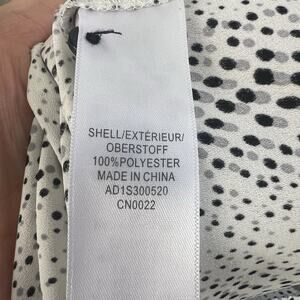 SHELL/EXTÉRIEUR/
OBERSTOFF
100%POLYESTER
MADE IN CHINA
AD1S300520
CN0022